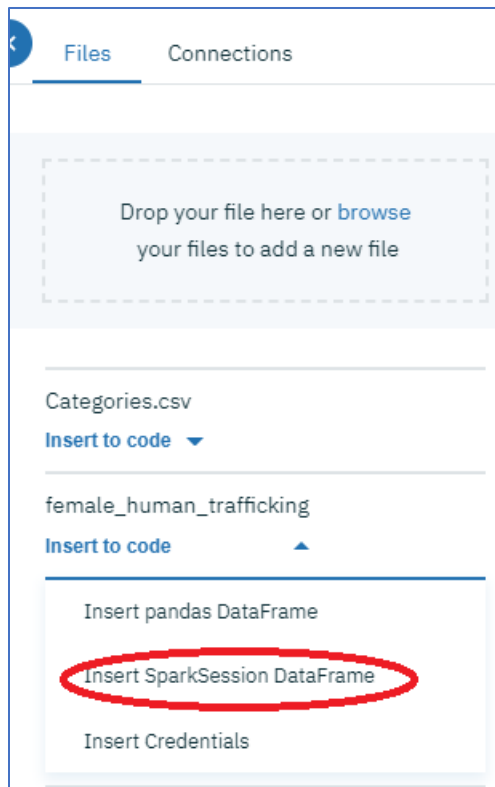 Files Connections
Drop your file here or browse
your files to add a new file
Categories.csv
Insert to code
female_human_trafficking
Insert to code
Insert pandas DataFrame
Insert SparkSession DataFrame
Insert Credentials